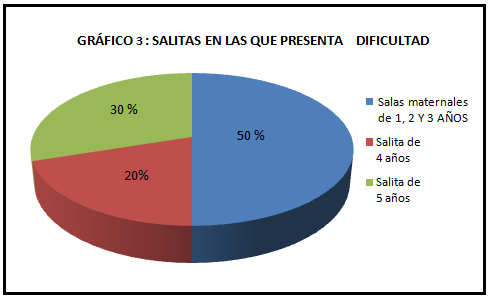 GRÁFICO 3 : SALITAS EN LAS QUE PRESENTA DIFICULTAD
30 %
50 %
20%
Salas maternales
de 1, 2 Y 3 AÑOS
Salita de
4 años
Salita de
5 años